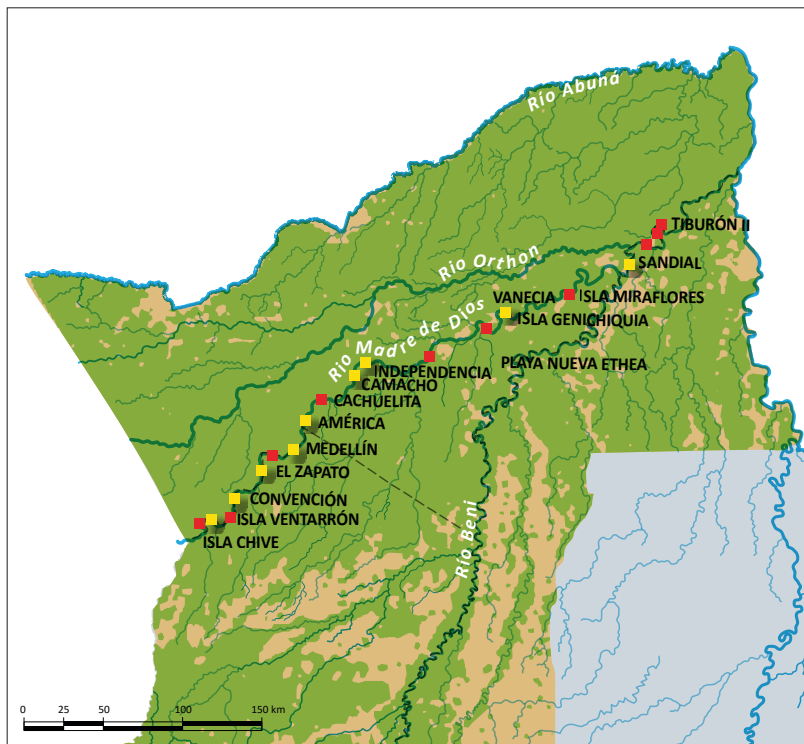 Río Abuná
TIBURÓN II
Río Orthon
SANDIAL
VANECIA
ISLA MIRAFLORES
ISLA GENICHIQUIA
Río Madre de Dios
PLAYA NUEVA ETHEA
INDEPENDENCIA
CAMACHO
CACHUELITA
AMÉRICA
MEDELLÍN
EL ZAPATO
CONVENCIÓN
ISLA VENTARRÓN
ISLA CHIVE
Río Beni
0 25 50 100 150 km